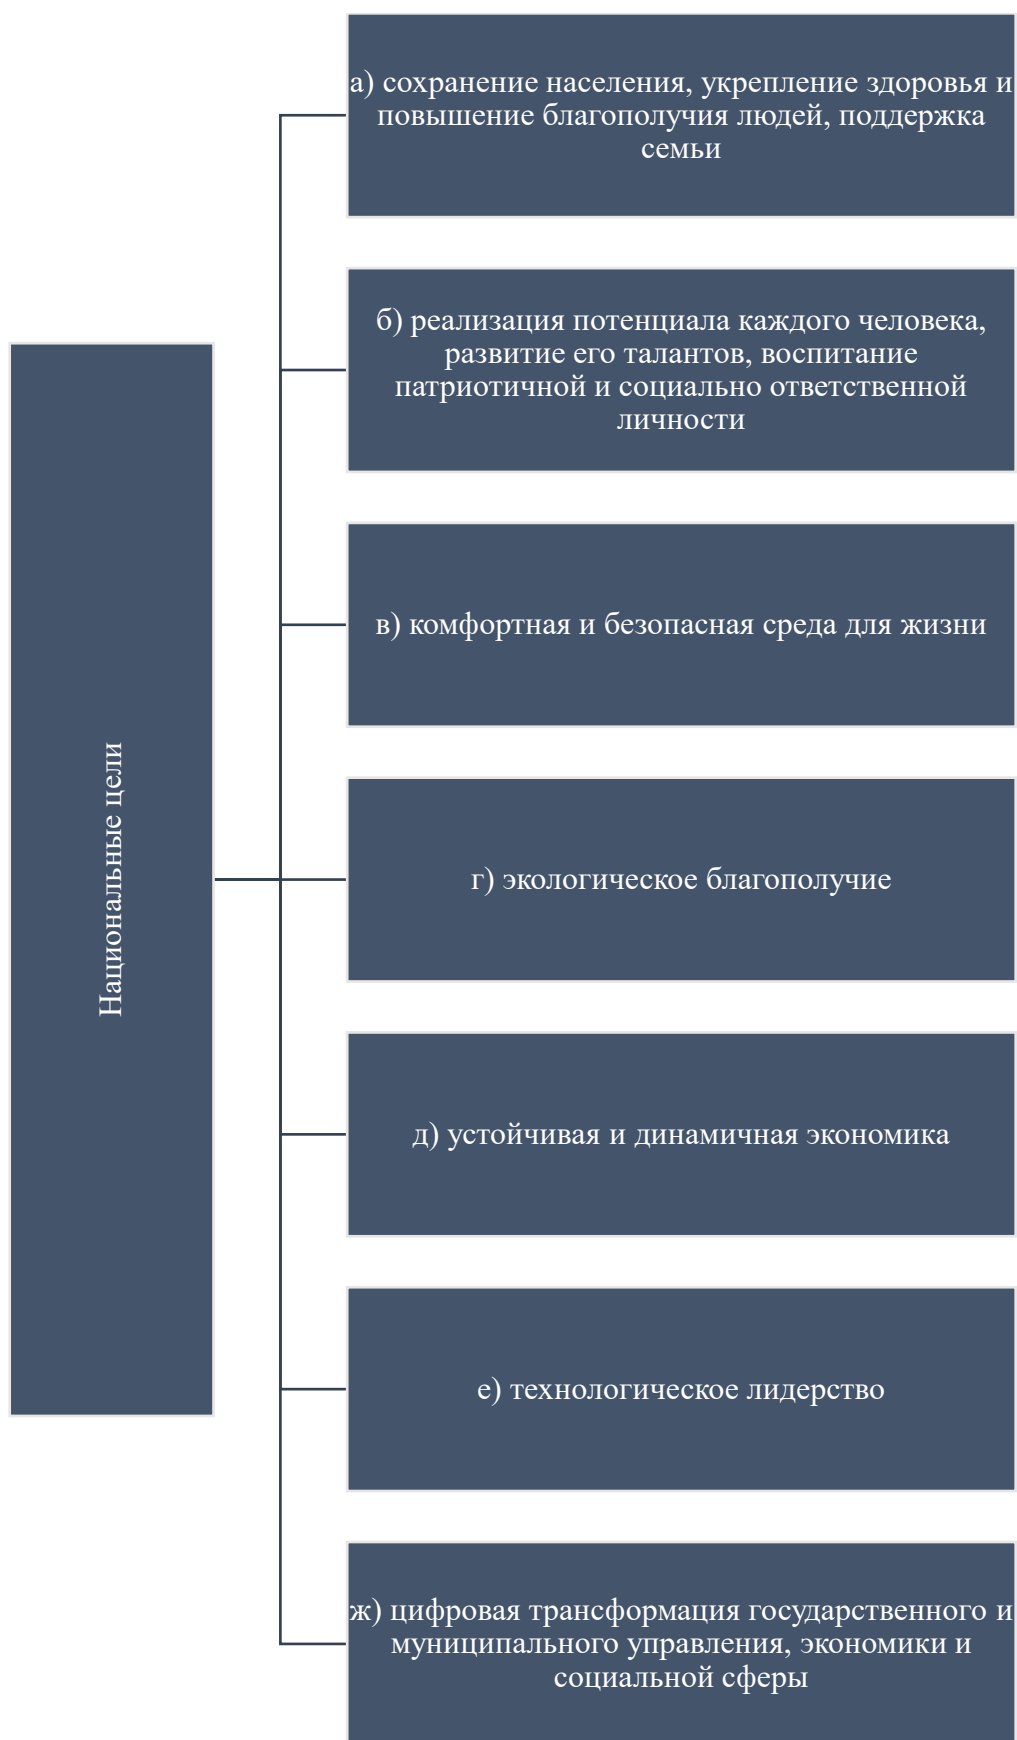 Национальные цели
а) сохранение населения, укрепление здоровья и
повышение благополучия людей, поддержка
семьи
б) реализация потенциала каждого человека,
развитие его талантов, воспитание
патриотичной и социально ответственной
личности
в) комфортная и безопасная среда для жизни
г) экологическое благополучие
д) устойчивая и динамичная экономика
е) технологическое лидерство
ж) цифровая трансформация государственного и
муниципального управления, экономики и
социальной сферы